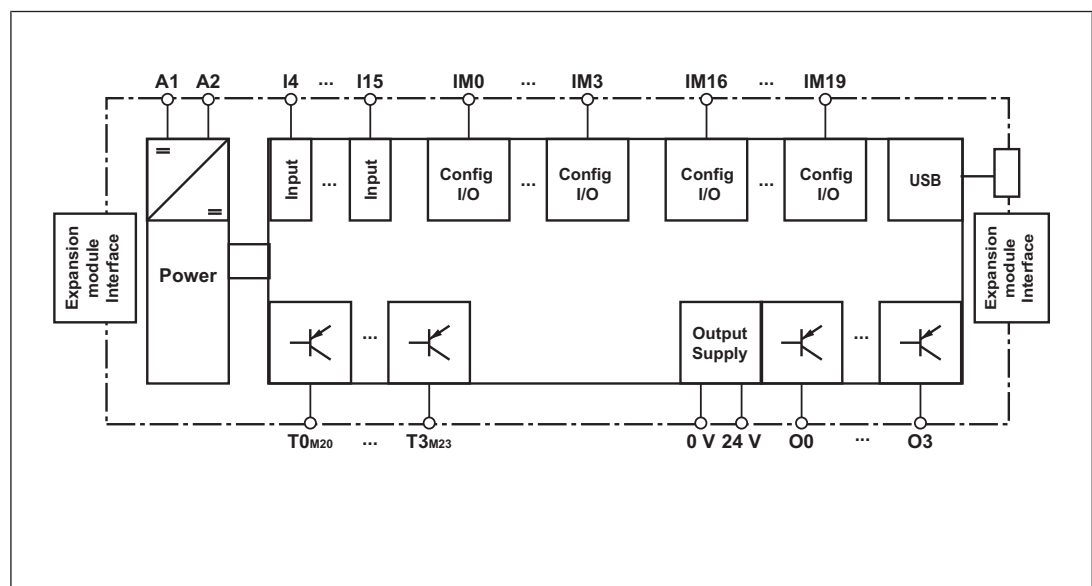 A1 A2 I4 ... I15 IM0 ... IM3 IM16 ... IM19
Input ... Input Config I/O ... Config I/O Config I/O ... Config I/O USB
Expansion module Interface
Power
Expansion module Interface
... Output Supply ...
T0M20 ... T3M23 0 V 24 V O0 ... O3